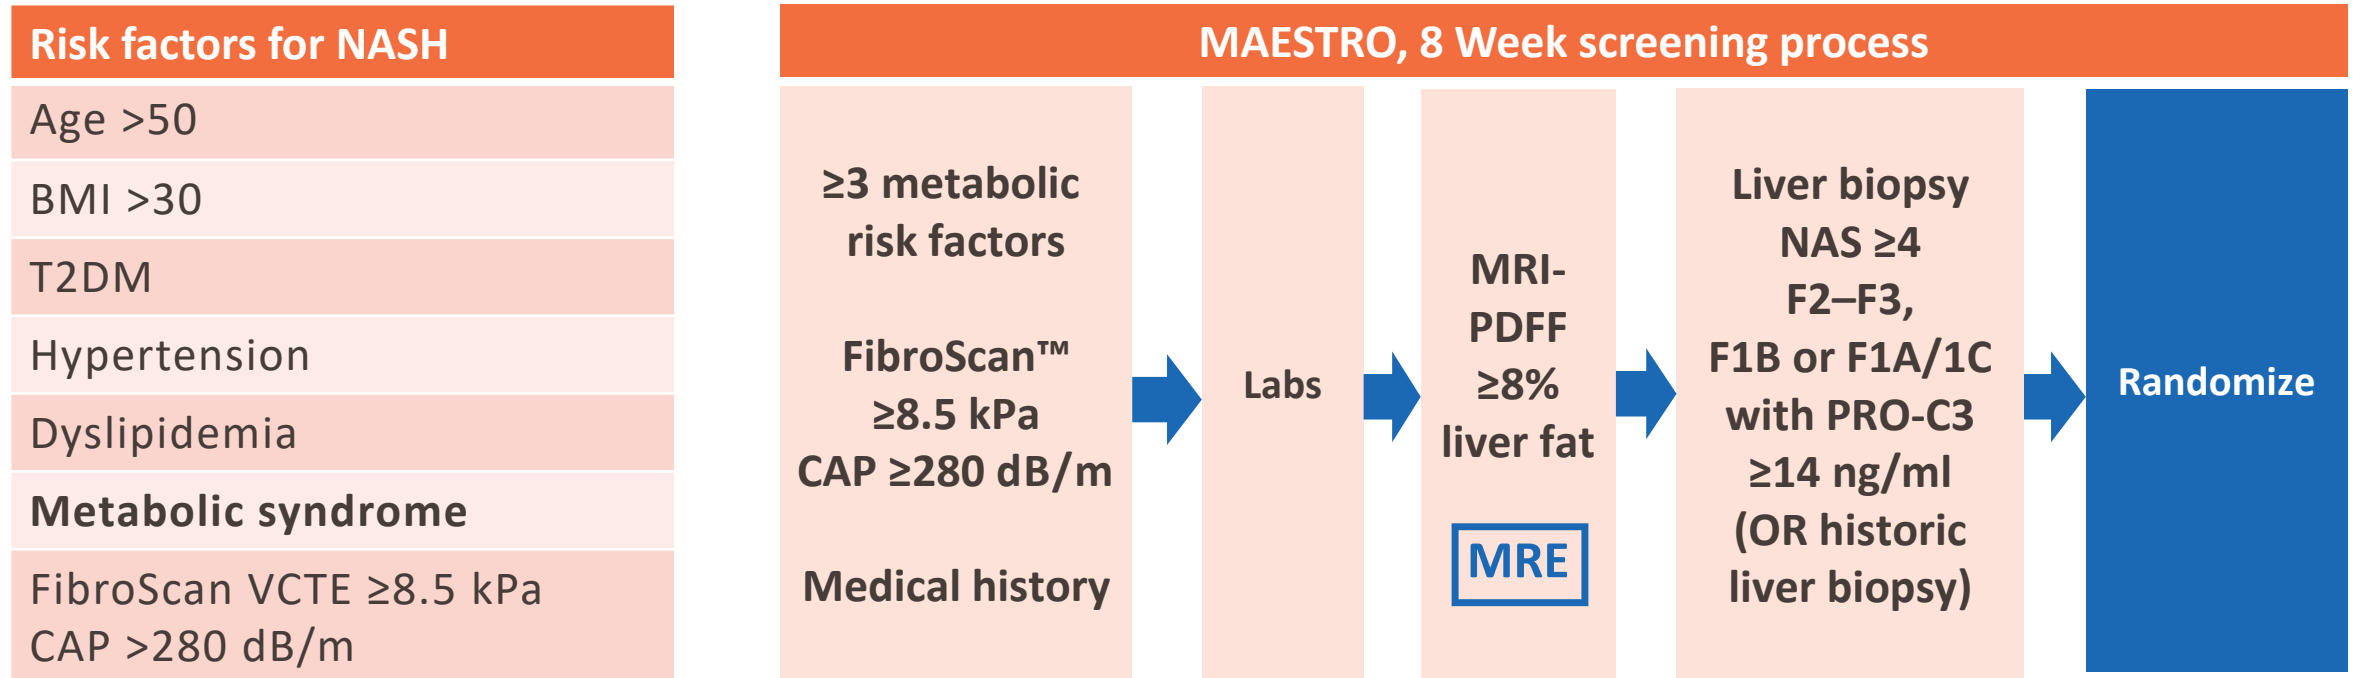 Risk factors for NASH
Age >50
BMI >30
T2DM
Hypertension
Dyslipidemia
Metabolic syndrome
FibroScan VCTE ≥8.5 kPa
CAP >280 dB/m
MAESTRO, 8 Week screening process
≥3 metabolic
risk factors
FibroScan™
≥8.5 kPa
CAP ≥280 dB/m
Medical history
Labs
MRI-
PDFF
≥8%
liver fat
MRE
Liver biopsy
NAS ≥4
F2–F3,
F1B or F1A/1C
with PRO-C3
≥14 ng/ml
(OR historic
liver biopsy)
Randomize